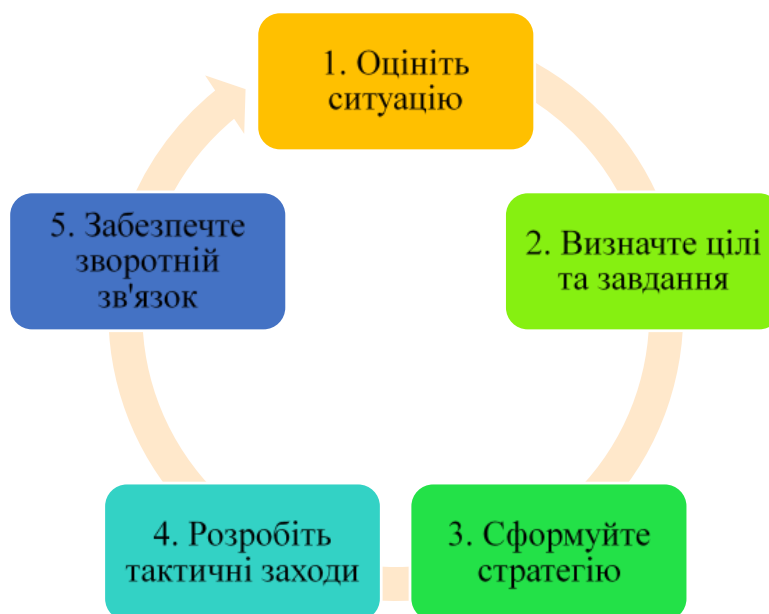 1. Оцініть
ситуацію
2. Визначте цілі
та завдання
3. Сформуйте
стратегію
4. Розробіть
тактичні заходи
5. Забезпечте
зворотній
зв'язок